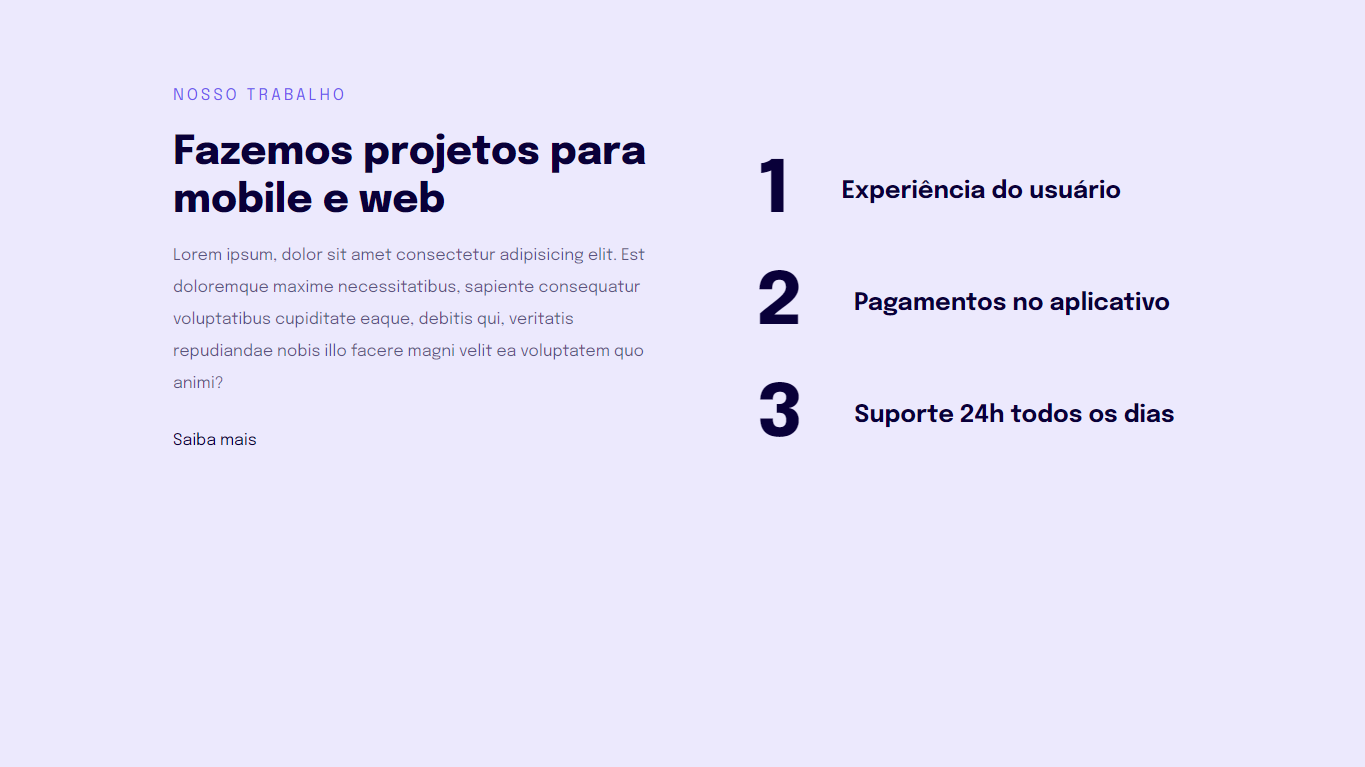 NOSSO TRABALHO
Fazemos projetos para
mobile e web
Lorem ipsum, dolor sit amet consectetur adipisicing elit. Est
doloremque maxime necessitatibus, sapiente consequatur
voluptatibus cupiditate eaque, debitis qui, veritatis
repudiandae nobis illo facere magni velit ea voluptatem quo
animi?
Saiba mais
1 Experiência do usuário
2 Pagamentos no aplicativo
3 Suporte 24h todos os dias